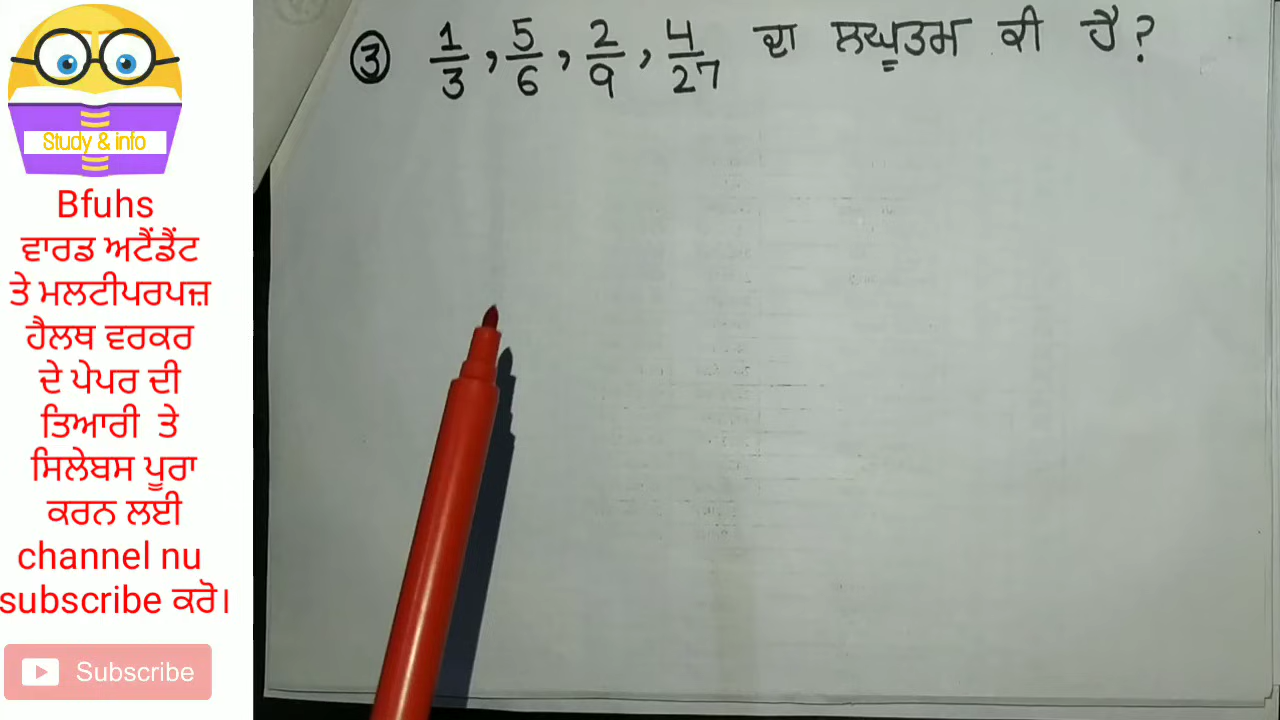 ③ 1/3 , 5/6 , 2/9 , 4/27 ਦਾ ਲਘੂਤਮ ਕੀ ਹੈ ?
Study & info
Bfuhs
ਵਾਰਡ ਅਟੈਂਡੈਂਟ
ਤੇ ਮਲਟੀਪਰਪਜ਼
ਹੈਲਥ ਵਰਕਰ
ਦੇ ਪੇਪਰ ਦੀ
ਤਿਆਰੀ ਤੇ
ਸਿਲੇਬਸ ਪੂਰਾ
ਕਰਨ ਲਈ
channel nu
subscribe ਕਰੋ।
Subscribe